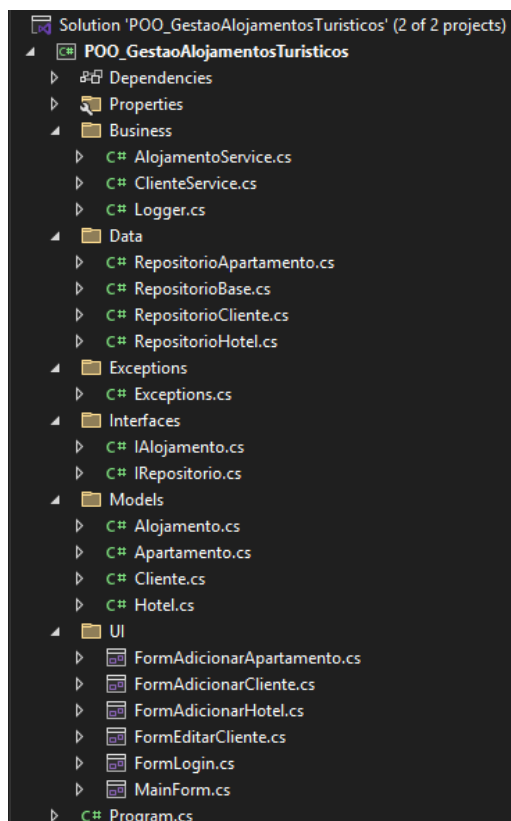 Solution 'POO_GestaoAlojamentosTuristicos' (2 of 2 projects)
C# POO_GestaoAlojamentosTuristicos
Dependencies
Properties
Business
C# AlojamentoService.cs
C# ClienteService.cs
C# Logger.cs
Data
C# RepositorioApartamento.cs
C# RepositorioBase.cs
C# RepositorioCliente.cs
C# RepositorioHotel.cs
Exceptions
C# Exceptions.cs
Interfaces
C# IAlojamento.cs
C# IRepositorio.cs
Models
C# Alojamento.cs
C# Apartamento.cs
C# Cliente.cs
C# Hotel.cs
UI
FormAdicionarApartamento.cs
FormAdicionarCliente.cs
FormAdicionarHotel.cs
FormEditarCliente.cs
FormLogin.cs
MainForm.cs
C# Program.cs